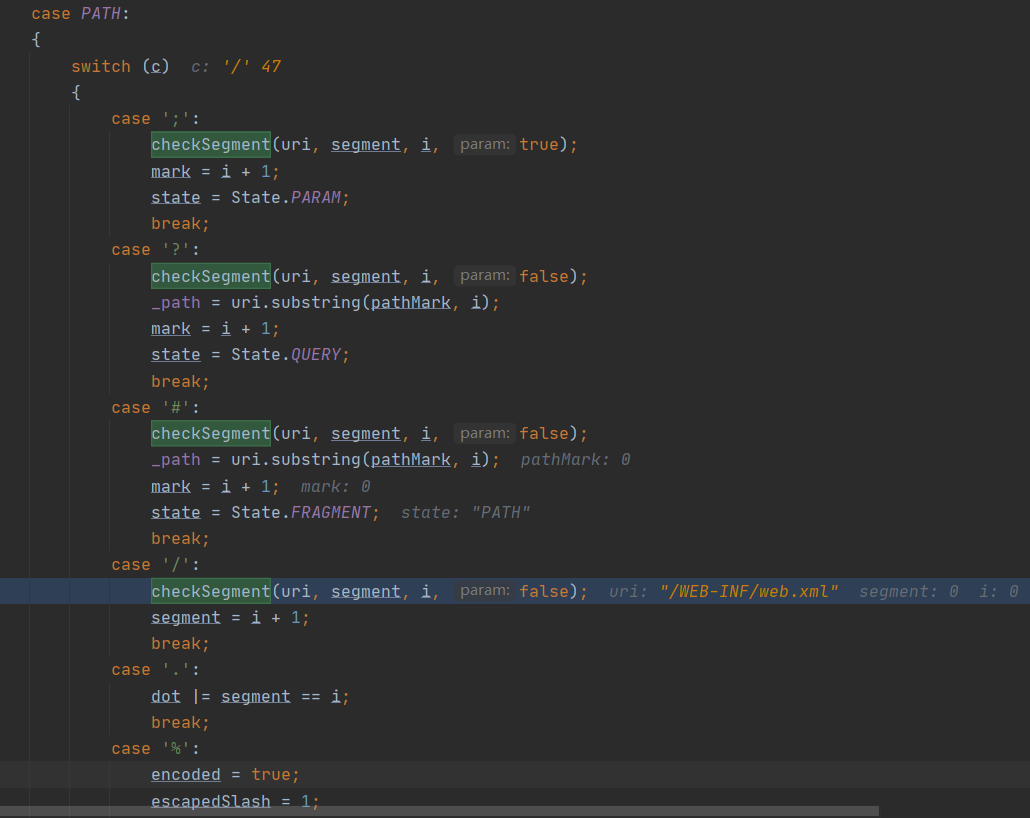 case PATH:
{
switch (c) c: '/' 47
{
case ';':
checkSegment(uri, segment, i, param: true);
mark = i + 1;
state = State.PARAM;
break;
case '?':
checkSegment(uri, segment, i, param: false);
_path = uri.substring(pathMark, i);
mark = i + 1;
state = State.QUERY;
break;
case '#':
checkSegment(uri, segment, i, param: false);
_path = uri.substring(pathMark, i); pathMark: 0
mark = i + 1; mark: 0
state = State.FRAGMENT; state: "PATH"
break;
case '/':
checkSegment(uri, segment, i, param: false); uri: "/WEB-INF/web.xml" segment: 0 i: 0
segment = i + 1;
break;
case '.':
dot |= segment == i;
break;
case '%':
encoded = true;
escapedSlash = 1;